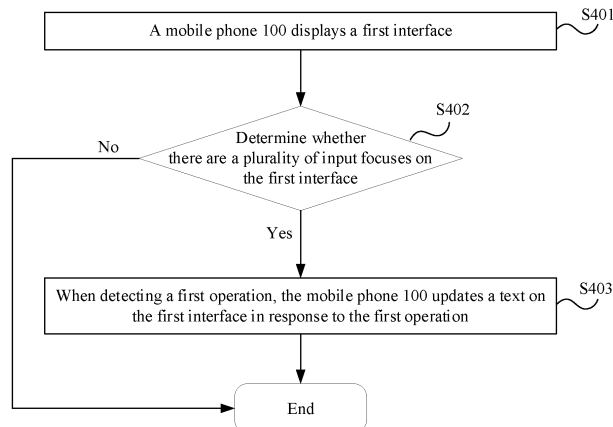 A mobile phone 100 displays a first interface
S401
S402
Determine whether
there are a plurality of input focuses on
the first interface
No
Yes
When detecting a first operation, the mobile phone 100 updates a text on
the first interface in response to the first operation
S403
End